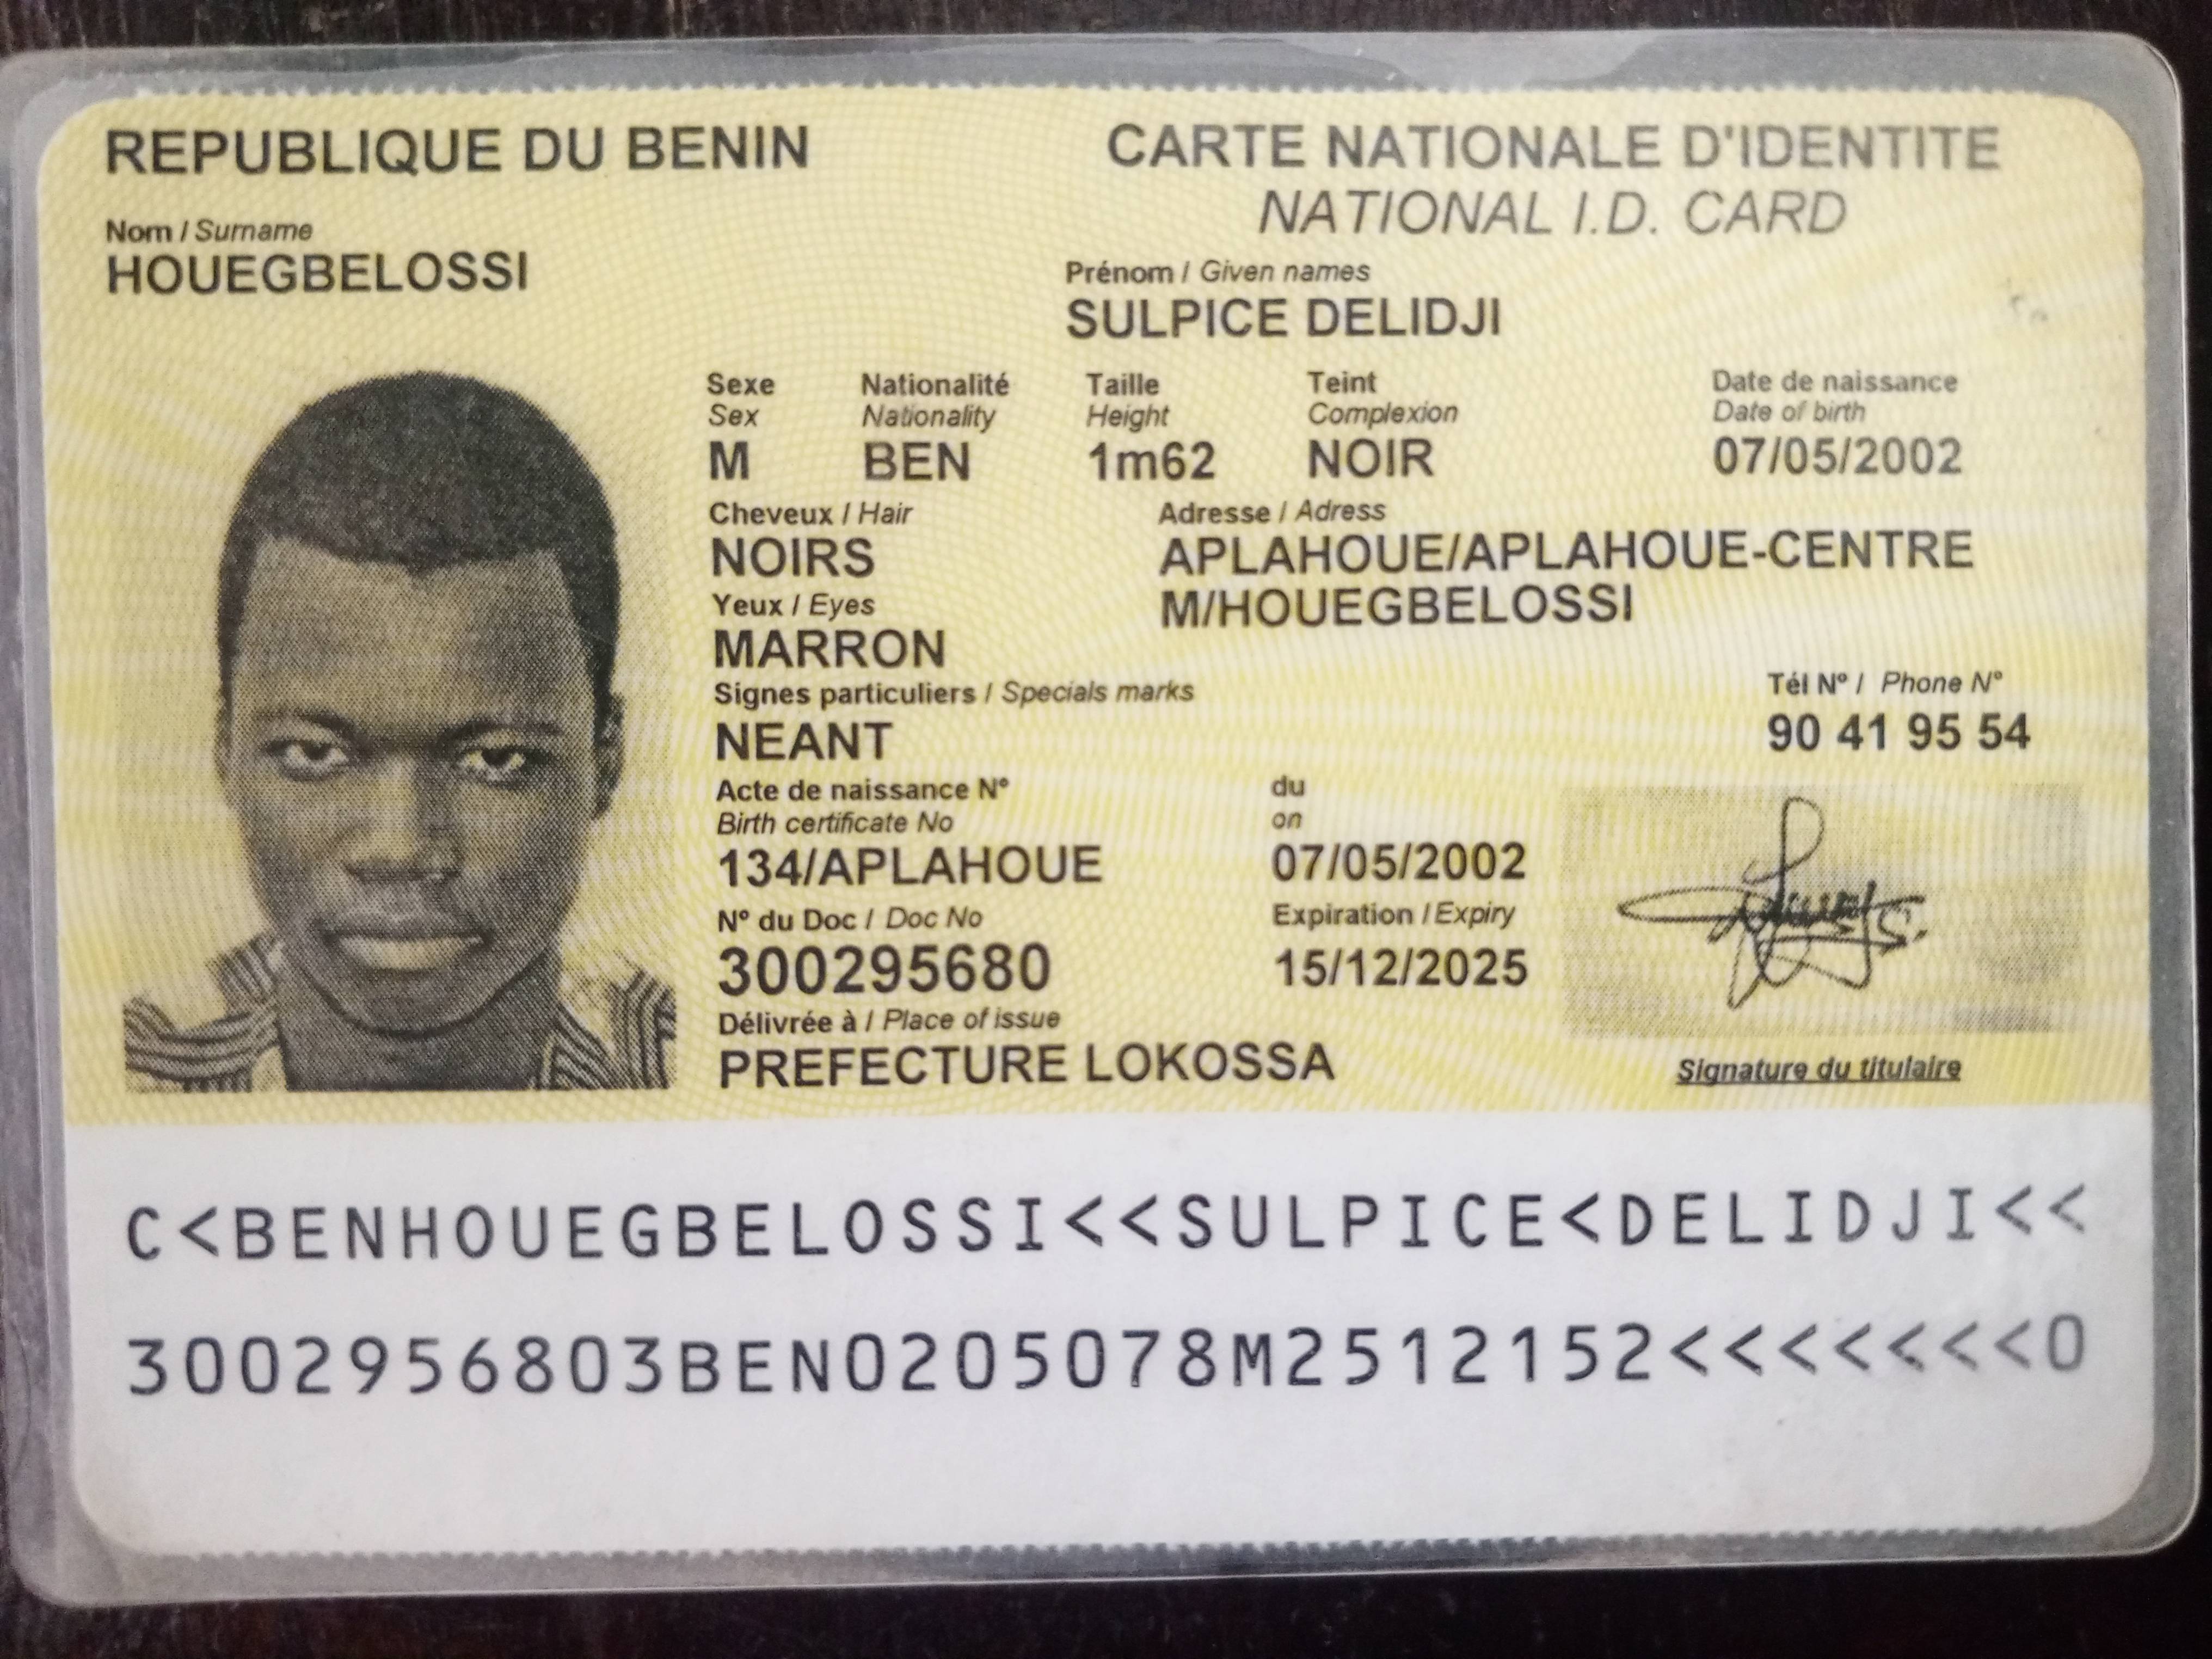 REPUBLIQUE DU BENIN
CARTE NATIONALE D'IDENTITE
NATIONAL I.D. CARD
Nom / Surname
HOUEGBELOSSI
Prénom / Given names
SULPICE DELIDJI
Sexe Nationalité Taille Teint Date de naissance
Sex Nationality Height Complexion Date of birth
M BEN 1m62 NOIR 07/05/2002
Cheveux / Hair Adresse / Adress
NOIRS APLAHOUE/APLAHOUE-CENTRE
Yeux / Eyes M/HOUEGBELOSSI
MARRON
Signes particuliers / Specials marks Tél N° / Phone N°
NEANT 90 41 95 54
Acte de naissance N° du
Birth certificate No on
134/APLAHOUE 07/05/2002
N° du Doc / Doc No Expiration / Expiry
300295680 15/12/2025
Délivrée à / Place of issue
PREFECTURE LOKOSSA
Signature du titulaire
C<BENHOUEGBELOSSI<<SULPICE<DELIDJI<<
3002956803BEN0205078M2512152<<<<<<<0